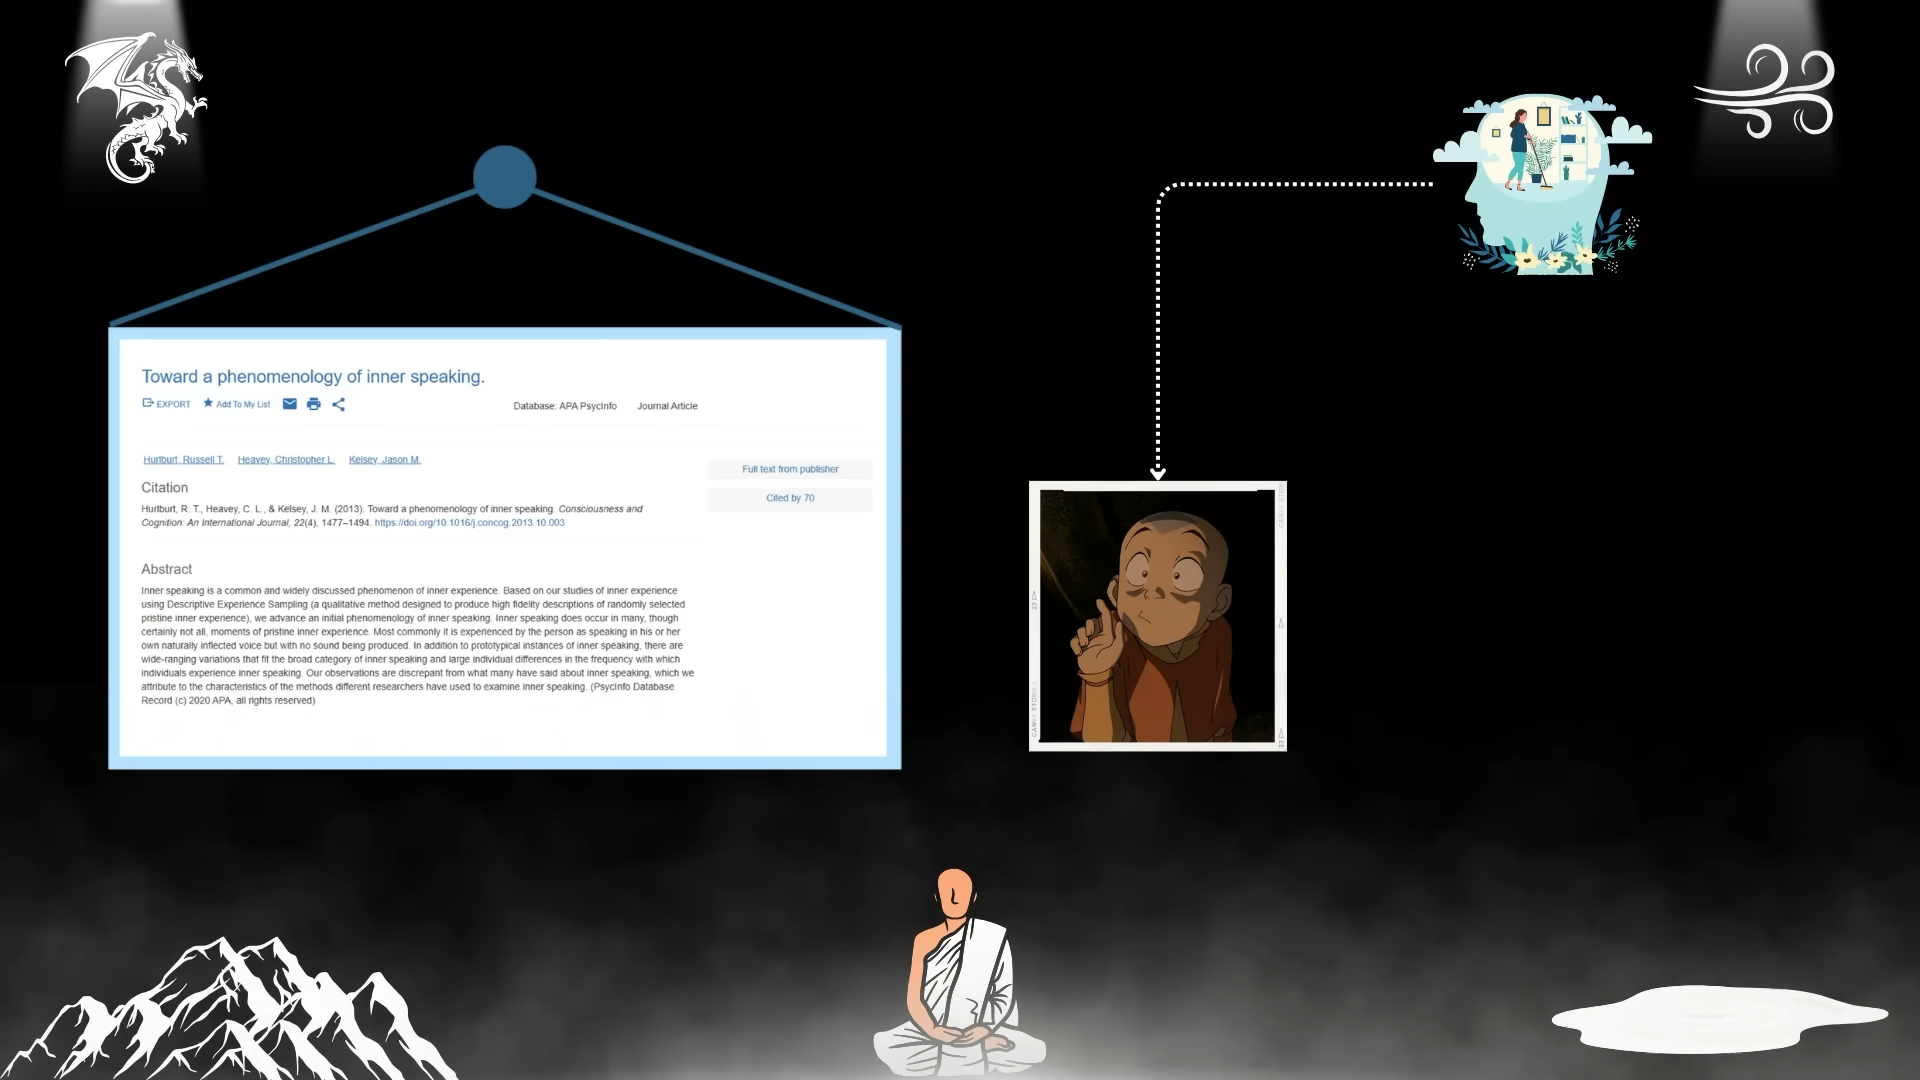 Toward a phenomenology of inner speaking.
EXPORT Add To My List Database: APA PsycInfo Journal Article
Hurlburt, Russell T. Heavey, Christopher L. Kelsey, Jason M.
Full text from publisher
Cited by 70
Citation
Hurlburt, R. T., Heavey, C. L., & Kelsey, J. M. (2013). Toward a phenomenology of inner speaking. Consciousness and
Cognition: An International Journal, 22(4), 1477–1494. https://doi.org/10.1016/j.concog.2013.10.003
Abstract
Inner speaking is a common and widely discussed phenomenon of inner experience. Based on our studies of inner experience
using Descriptive Experience Sampling (a qualitative method designed to produce high fidelity descriptions of randomly selected
pristine inner experience), we advance an initial phenomenology of inner speaking. Inner speaking does occur in many, though
certainly not all, moments of pristine inner experience. Most commonly it is experienced by the person as speaking in his or her
own naturally inflected voice but with no sound being produced. In addition to prototypical instances of inner speaking, there are
wide-ranging variations that fit the broad category of inner speaking and large individual differences in the frequency with which
individuals experience inner speaking. Our observations are discrepant from what many have said about inner speaking, which we
attribute to the characteristics of the methods different researchers have used to examine inner speaking. (PsycInfo Database
Record (c) 2020 APA, all rights reserved)